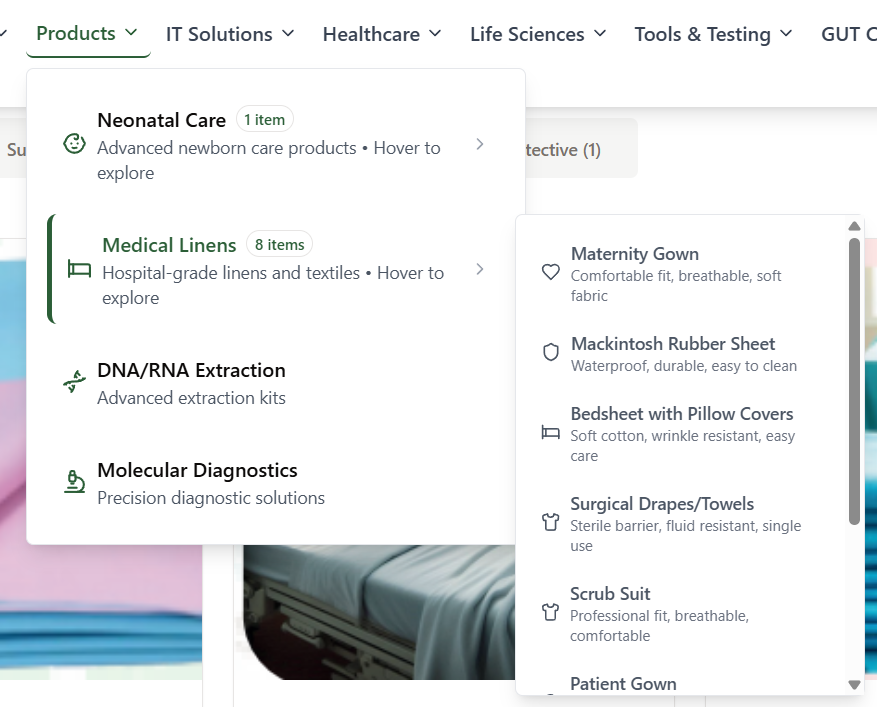 Products
IT Solutions
Healthcare
Life Sciences
Tools & Testing
GUT C
Su
tective (1)
Neonatal Care
1 item
Advanced newborn care products • Hover to
explore
Medical Linens
8 items
Hospital-grade linens and textiles • Hover to
explore
DNA/RNA Extraction
Advanced extraction kits
Molecular Diagnostics
Precision diagnostic solutions
Maternity Gown
Comfortable fit, breathable, soft
fabric
Mackintosh Rubber Sheet
Waterproof, durable, easy to clean
Bedsheet with Pillow Covers
Soft cotton, wrinkle resistant, easy
care
Surgical Drapes/Towels
Sterile barrier, fluid resistant, single
use
Scrub Suit
Professional fit, breathable,
comfortable
Patient Gown